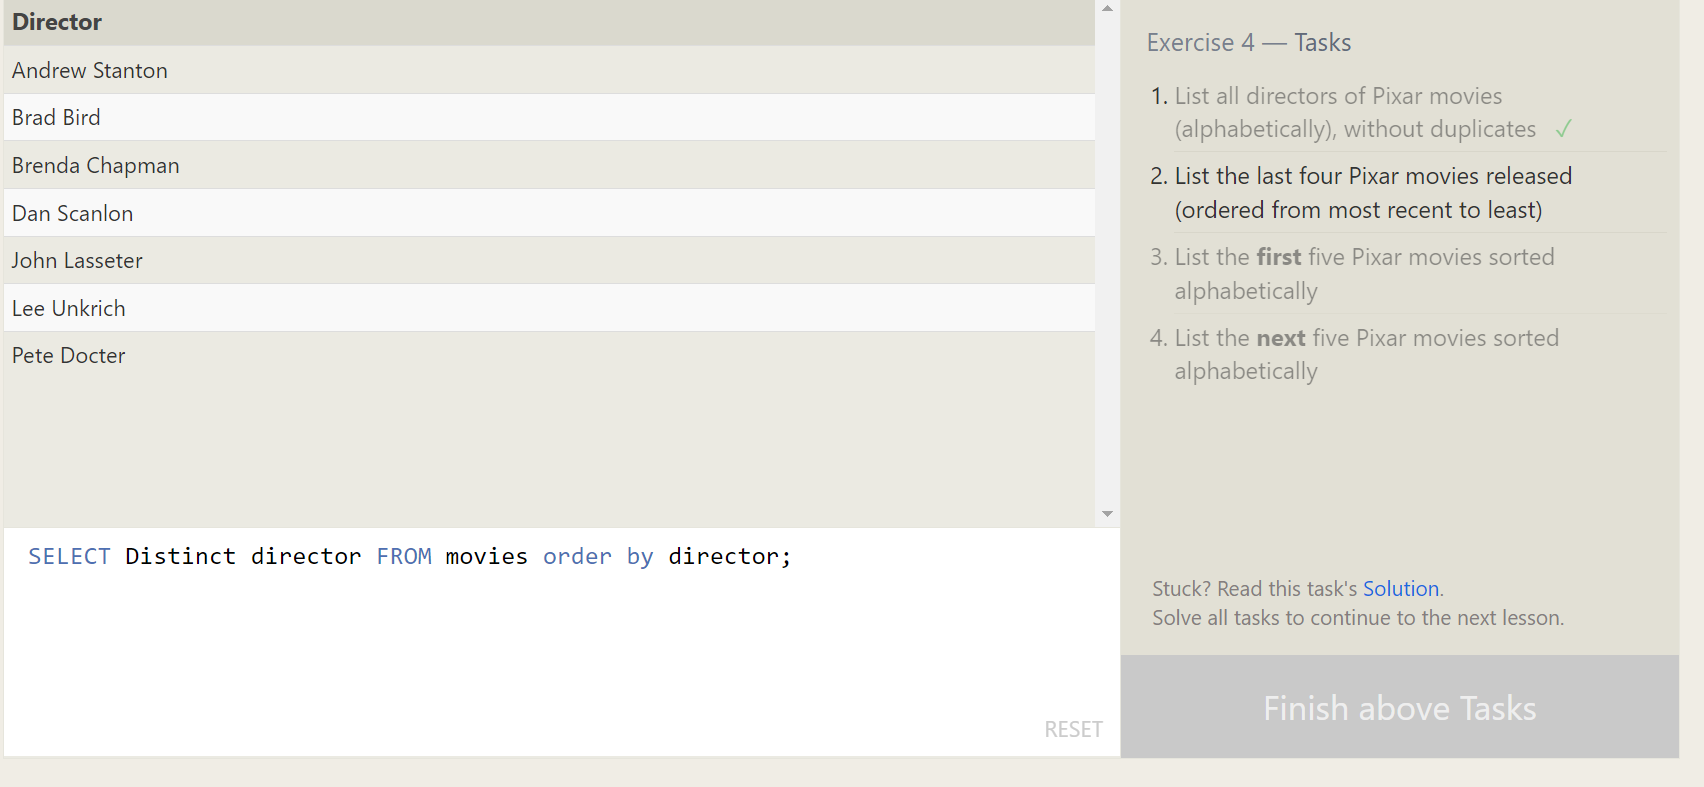 Director
Andrew Stanton
Brad Bird
Brenda Chapman
Dan Scanlon
John Lasseter
Lee Unkrich
Pete Docter
SELECT Distinct director FROM movies order by director;
RESET
Exercise 4 — Tasks
1. List all directors of Pixar movies
(alphabetically), without duplicates ✓
2. List the last four Pixar movies released
(ordered from most recent to least)
3. List the first five Pixar movies sorted
alphabetically
4. List the next five Pixar movies sorted
alphabetically
Stuck? Read this task's Solution.
Solve all tasks to continue to the next lesson.
Finish above Tasks